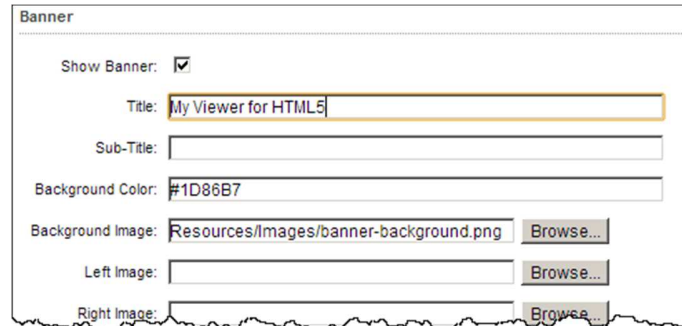 Banner
Show Banner:
Title: My Viewer for HTML5
Sub-Title:
Background Color: #1D86B7
Background Image: Resources/Images/banner-background.png Browse...
Left Image: Browse...
Right Image: Browse...